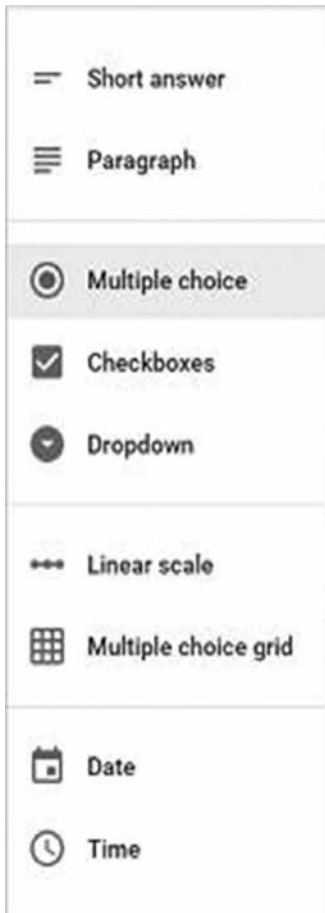 Short answer
Paragraph
Multiple choice
Checkboxes
Dropdown
Linear scale
Multiple choice grid
Date
Time